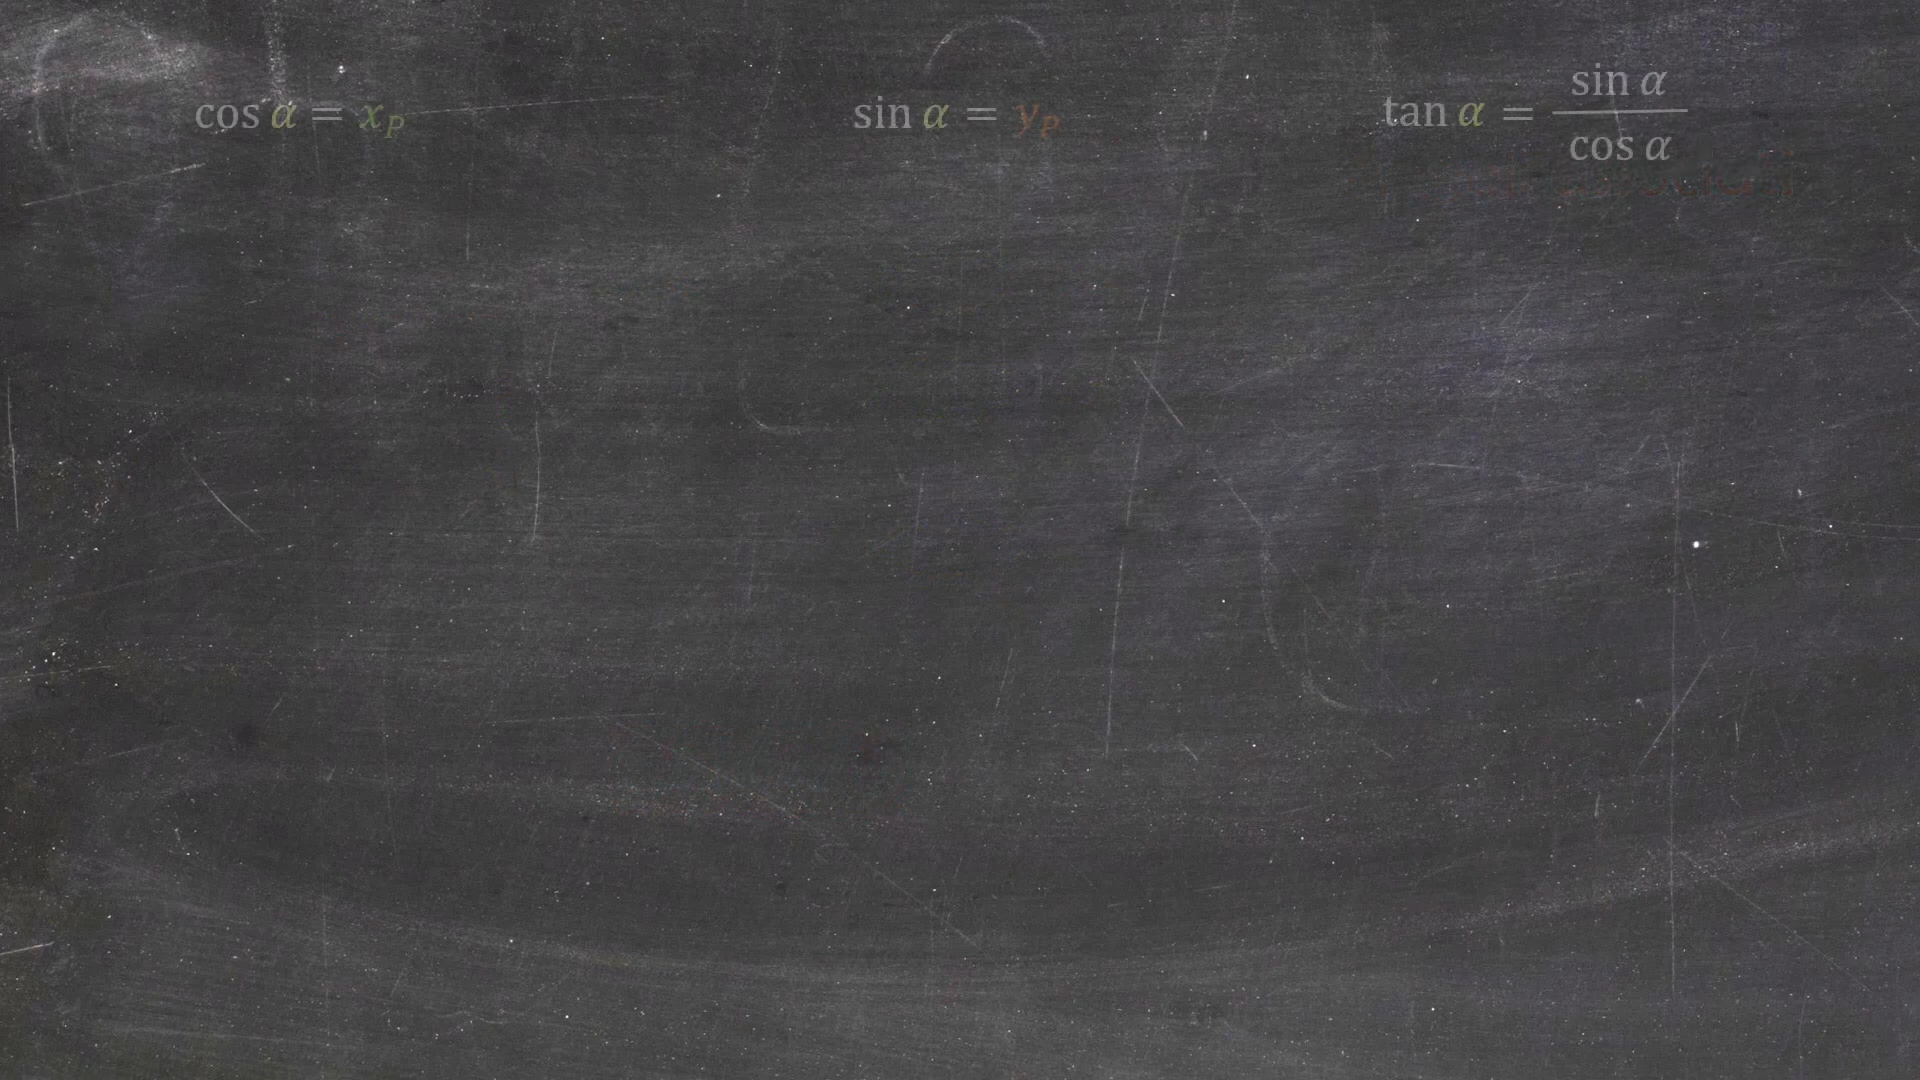 cos α = x_P
sin α = y_P
tan α = sin α / cos α